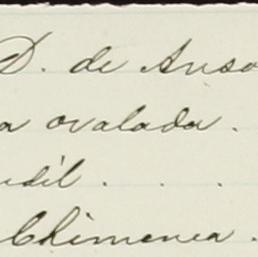 D. de Anso
a ovalada.
udil . . .
Chimenea .